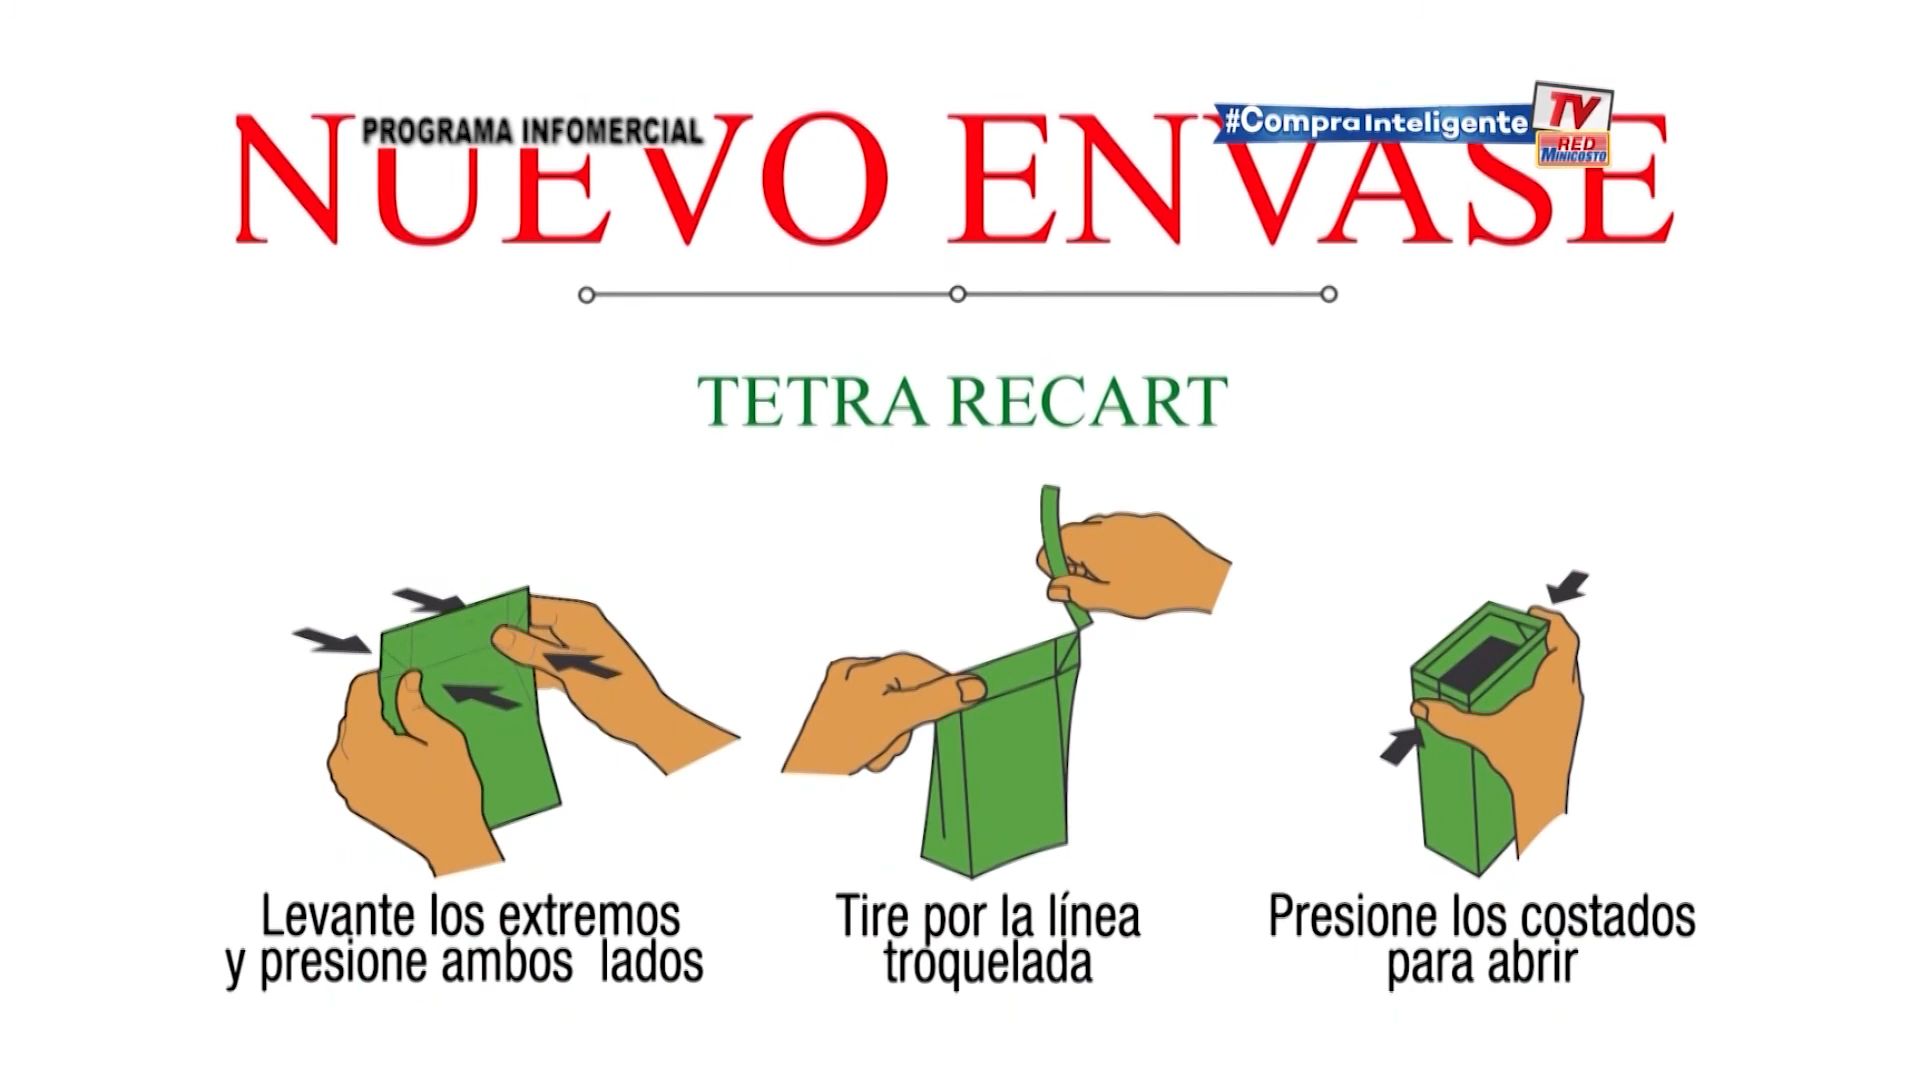 PROGRAMA INFOMERCIAL
#CompraInteligente
TV
RED
MINICOSTO
NUEVO ENVASE
TETRA RECART
Levante los extremos
y presione ambos lados
Tire por la línea
troquelada
Presione los costados
para abrir